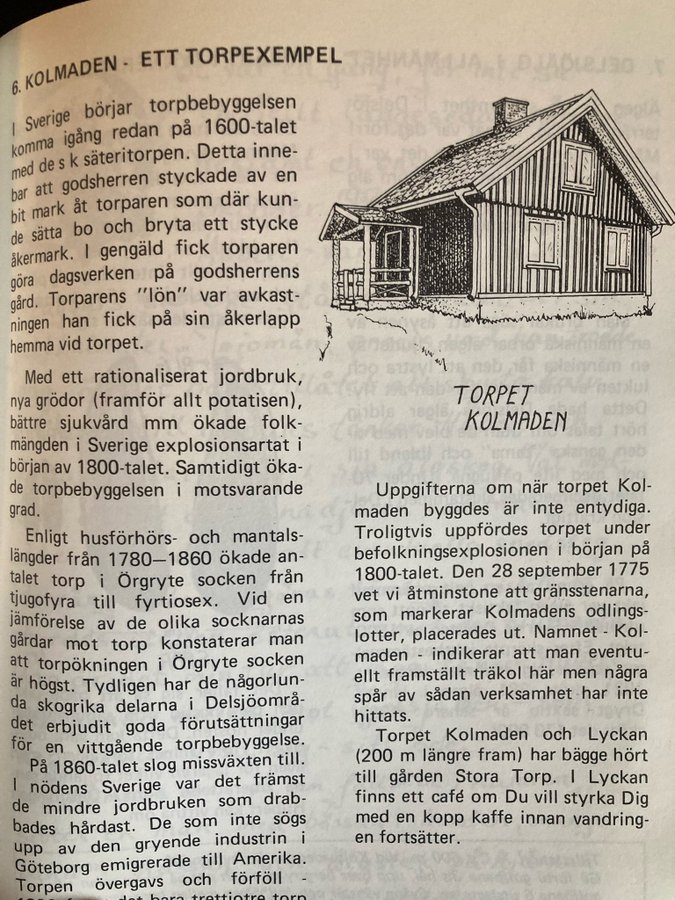 6. KOLMADEN - ETT TORPEXEMPEL
I Sverige börjar torpbebyggelsen
komma igång redan på 1600-talet
med de s k säteritorpen. Detta inne-
bar att godsherren styckade av en
bit mark åt torparen som där kun-
de sätta bo och bryta ett stycke
åkermark. I gengäld fick torparen
göra dagsverken på godsherrens
gård. Torparens "lön" var avkast-
ningen han fick på sin åkerlapp
hemma vid torpet.
Med ett rationaliserat jordbruk,
nya grödor (framför allt potatisen),
bättre sjukvård mm ökade folk-
mängden i Sverige explosionsartat i
början av 1800-talet. Samtidigt öka-
de torpbebyggelsen i motsvarande
grad.
Enligt husförhörs- och mantals-
längder från 1780—1860 ökade an-
talet torp i Örgryte socken från
tjugofyra till fyrtiosex. Vid en
jämförelse av de olika socknarnas
gårdar mot torp konstaterar man
att torpökningen i Örgryte socken
är högst. Tydligen har de någorlun-
da skogrika delarna i Delsjöområ-
det erbjudit goda förutsättningar
för en vittgående torpbebyggelse.
På 1860-talet slog missväxten till.
I nödens Sverige var det främst
de mindre jordbruken som drab-
bades hårdast. De som inte sögs
upp av den gryende industrin i
Göteborg emigrerade till Amerika.
Torpen övergavs och förföll -
det bara trettiotre torp
TORPET
KOLMADEN
Uppgifterna om när torpet Kol-
maden byggdes är inte entydiga.
Troligtvis uppfördes torpet under
befolkningsexplosionen i början på
1800-talet. Den 28 september 1775
vet vi åtminstone att gränsstenarna,
som markerar Kolmadens odlings-
lotter, placerades ut. Namnet - Kol-
maden - indikerar att man eventu-
ellt framställt träkol här men några
spår av sådan verksamhet har inte
hittats.
Torpet Kolmaden och Lyckan
(200 m längre fram) har bägge hört
till gården Stora Torp. I Lyckan
finns ett café om Du vill styrka Dig
med en kopp kaffe innan vandring-
en fortsätter.